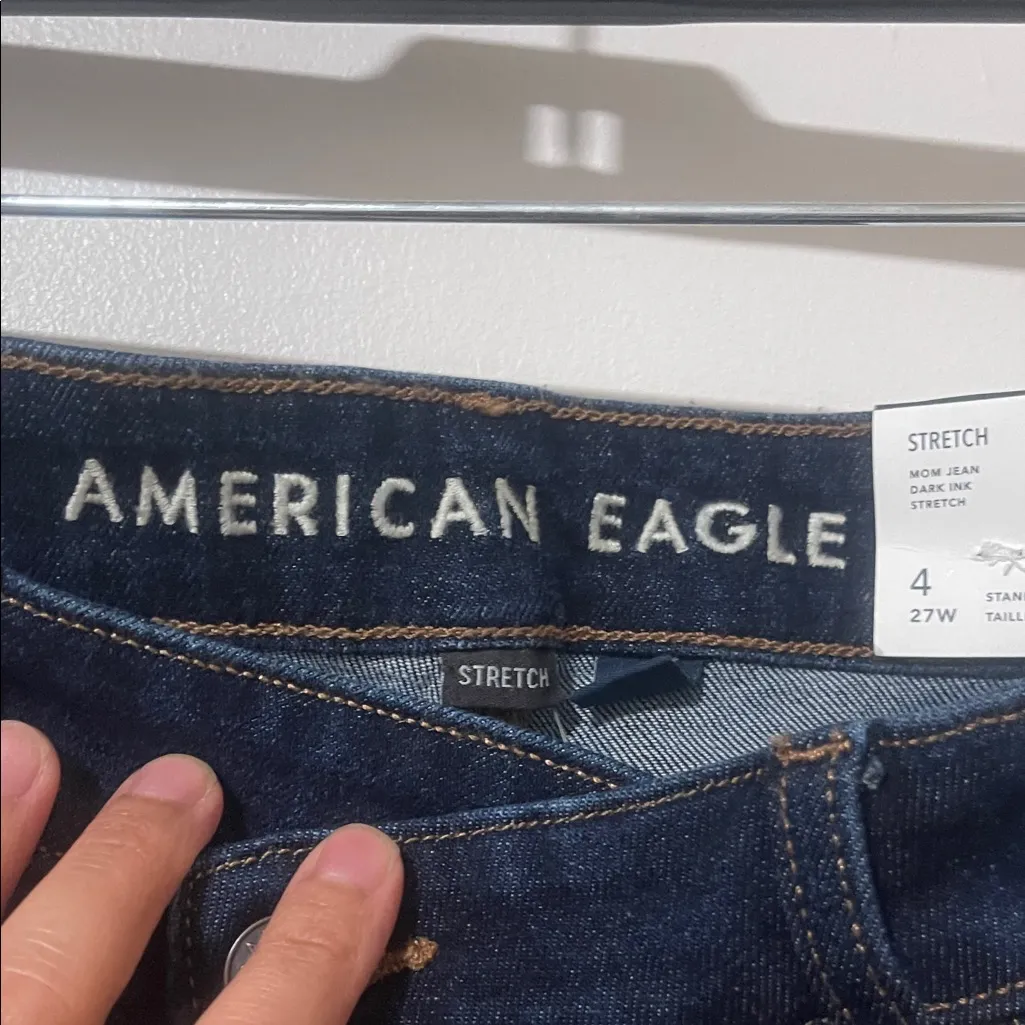 AMERICAN EAGLE
STRETCH
MOM JEAN
DARK INK
STRETCH
4
27W
STRETCH